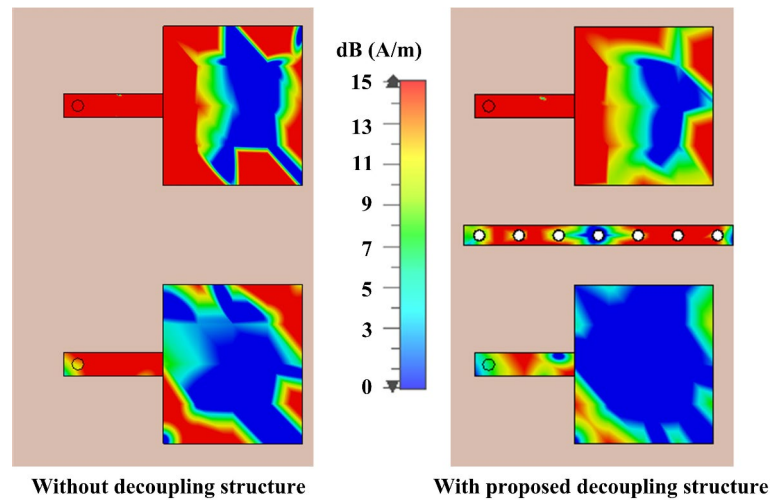 dB (A/m)
15
13
11
9
7
5
3
0
Without decoupling structure
With proposed decoupling structure